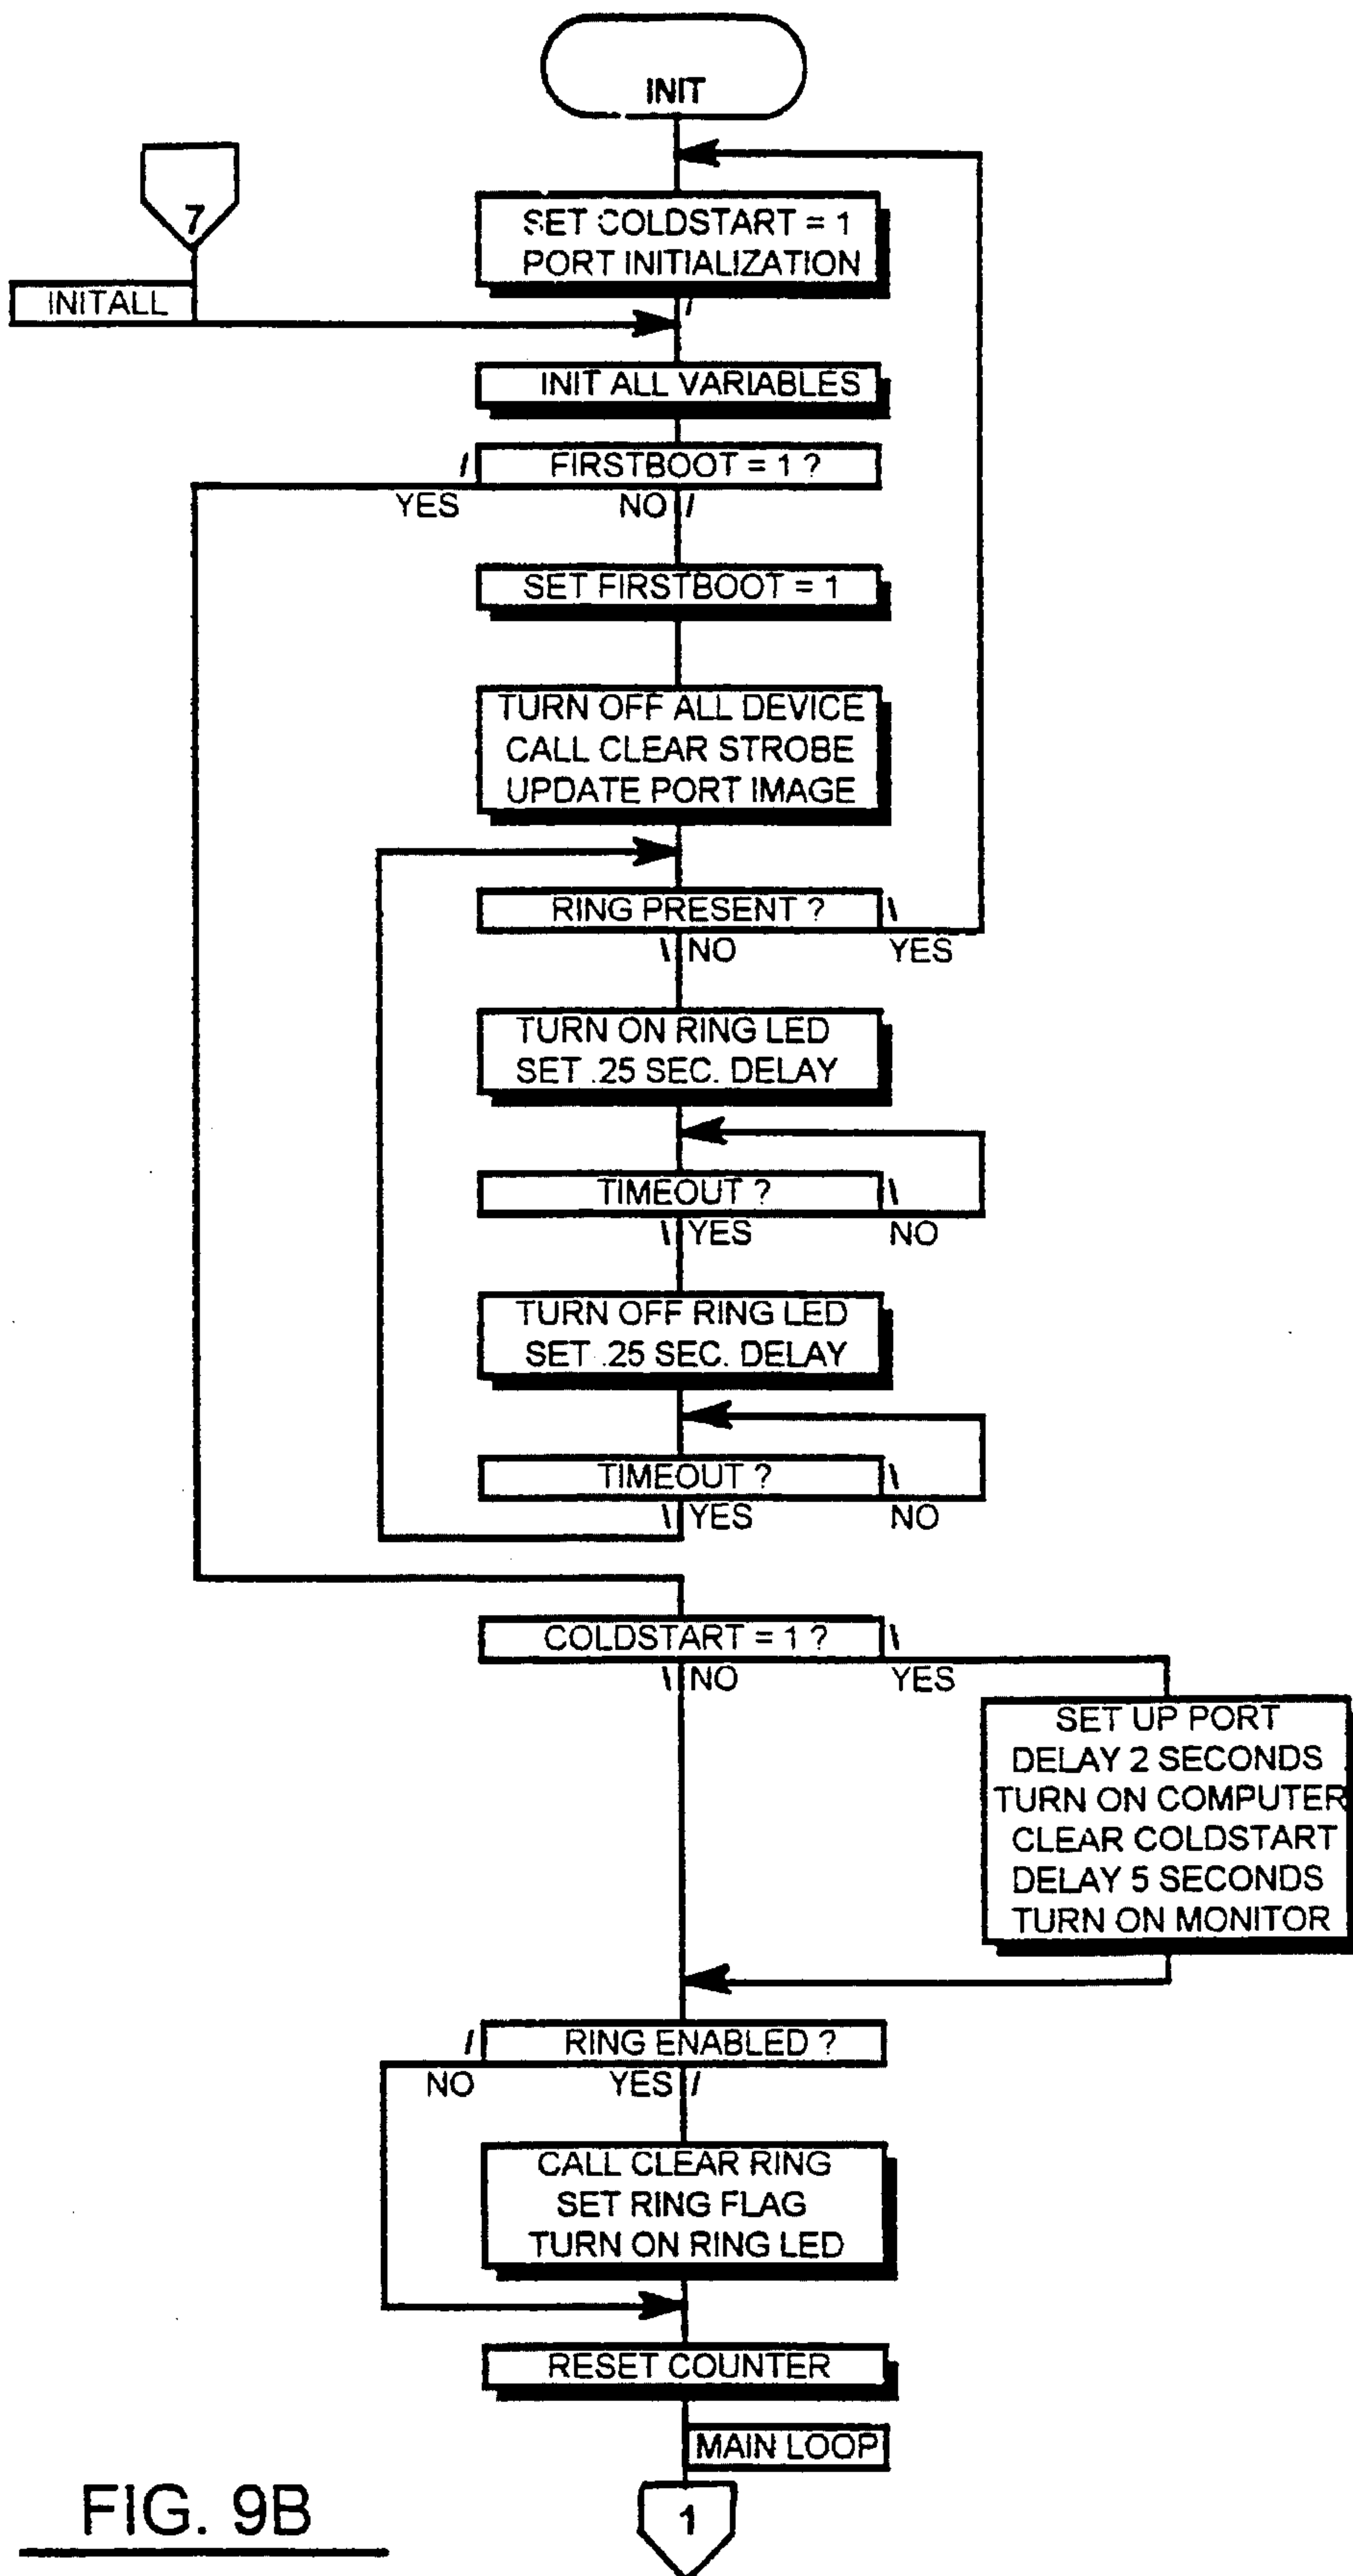 INIT
7
SET COLDSTART = 1
PORT INITIALIZATION
INITALL
INIT ALL VARIABLES
FIRSTBOOT = 1 ?
YES NO
SET FIRSTBOOT = 1
TURN OFF ALL DEVICE
CALL CLEAR STROBE
UPDATE PORT IMAGE
RING PRESENT ?
NO YES
TURN ON RING LED
SET .25 SEC. DELAY
TIMEOUT ?
YES NO
TURN OFF RING LED
SET .25 SEC. DELAY
TIMEOUT ?
YES NO
COLDSTART = 1 ?
NO YES
SET UP PORT
DELAY 2 SECONDS
TURN ON COMPUTER
CLEAR COLDSTART
DELAY 5 SECONDS
TURN ON MONITOR
RING ENABLED ?
NO YES
CALL CLEAR RING
SET RING FLAG
TURN ON RING LED
RESET COUNTER
MAIN LOOP
1
FIG. 9B